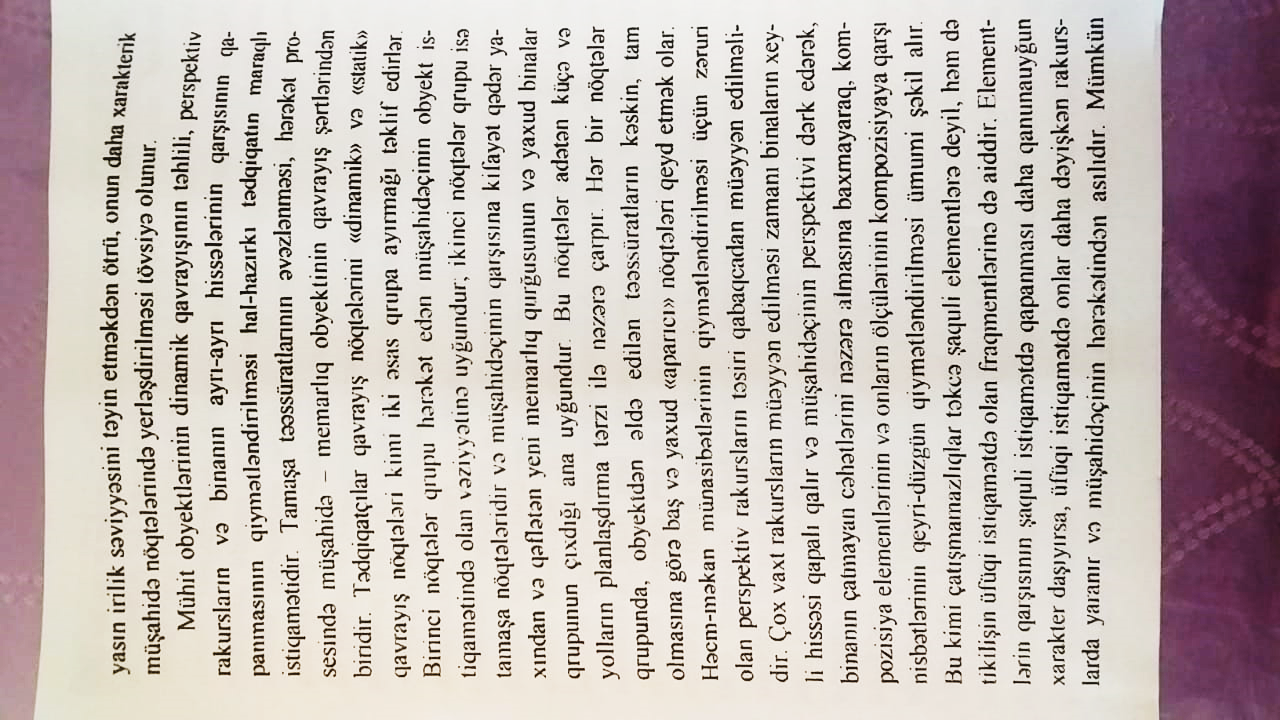 yasın irilik səviyyəsini təyin etməkdən ötrü, onun daha xarakterik
müşahidə nöqtələrində yerləşdirilməsi tövsiyə olunur.
Mühit obyektlərinin dinamik qavrayışının təhlili, perspektiv
rakursların və binanın ayrı-ayrı hissələrinin qarşısının qa-
panmasının qiymətləndirilməsi hal-hazırkı tədqiqatın maraqlı
istiqamətidir. Tamaşa təəssüratlarının əvəzlənməsi, hərəkət pro-
sesində müşahidə – memarlıq obyektinin qavrayış şərtlərindən
biridir. Tədqiqatçılar qavrayış nöqtələrini «dinamik» və «statik»
qavrayış nöqtələri kimi iki əsas qrupa ayırmağı təklif edirlər.
Birinci nöqtələr qrupu hərəkət edən müşahidəçinin obyekt is-
tiqamətində olan vəziyyətinə uyğundur; ikinci nöqtələr qrupu isə
tamaşa nöqtələridir və müşahidəçinin qarşısına kifayət qədər ya-
xından və qəflətən yeni memarlıq qurğusunun və yaxud binalar
qrupunun çıxdığı ana uyğundur. Bu nöqtələr adətən küçə və
yolların planlaşdırma tərzi ilə nəzərə çarpır. Hər bir nöqtələr
qrupunda, obyektdən əldə edilən təəssüratların kəskin, tam
olmasına görə baş və yaxud «aparıcı» nöqtələri qeyd etmək olar.
Həcm-məkan münasibətlərinin qiymətləndirilməsi üçün zəruri
olan perspektiv rakursların təsiri qabaqcadan müəyyən edilməli-
dir. Çox vaxt rakursların müəyyən edilməsi zamanı binaların xey-
li hissəsi qapalı qalır və müşahidəçinin perspektivi dərk edərək,
binanın çatmayan cəhətlərini nəzərə almasına baxmayaraq, kom-
pozisiya elementlərinin və onların ölçülərinin kompozisiyaya qarşı
nisbətlərinin qeyri-düzgün qiymətləndirilməsi ümumi şəkil alır.
Bu kimi çatışmamazlıqlar təkcə şaquli elementlərə deyil, həm də
tikilişin üfüqi istiqamətdə olan fraqmentlərinə də aiddir. Element-
lərin qarşısının şaquli istiqamətdə qapanması daha qanunauyğun
xarakter daşıyırsa, üfüqi istiqamətdə onlar daha dəyişkən rakurs-
larda yaranır və müşahidəçinin hərəkətindən asılıdır. Mümkün